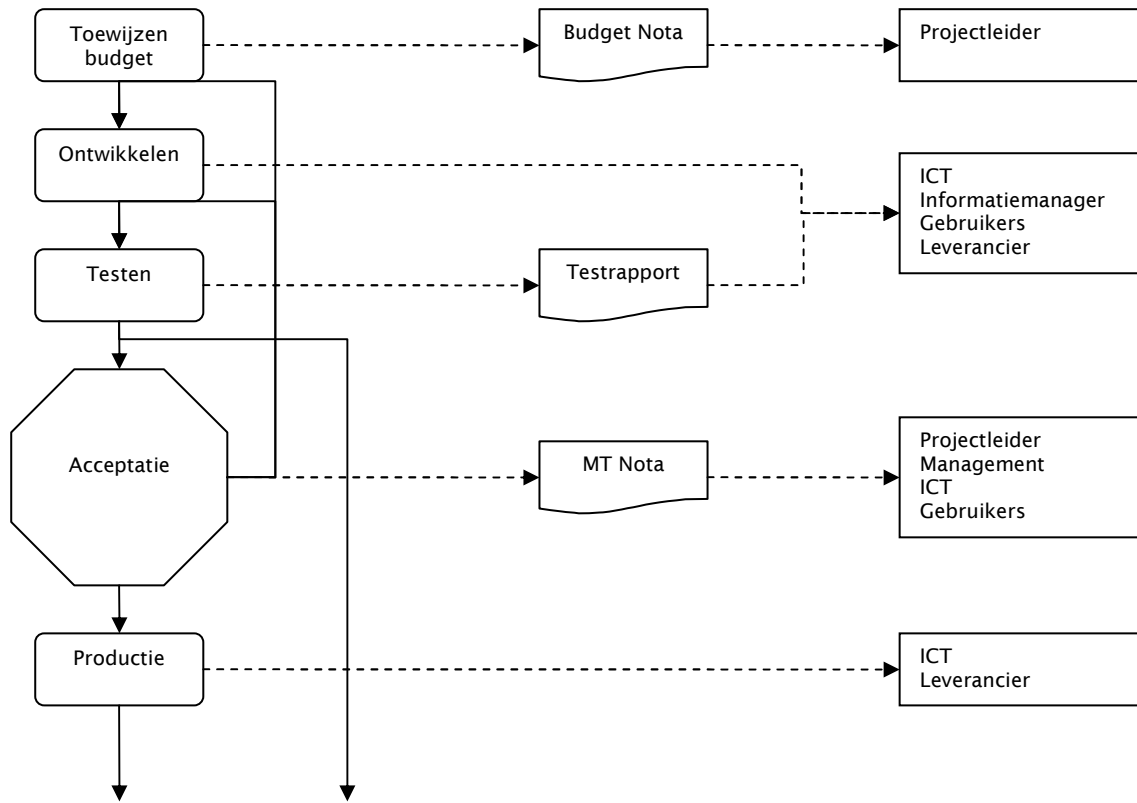 Toewijzen
budget
Budget Nota
Projectleider
Ontwikkelen
ICT
Informatiemanager
Gebruikers
Leverancier
Testen
Testrapport
Acceptatie
MT Nota
Projectleider
Management
ICT
Gebruikers
Productie
ICT
Leverancier